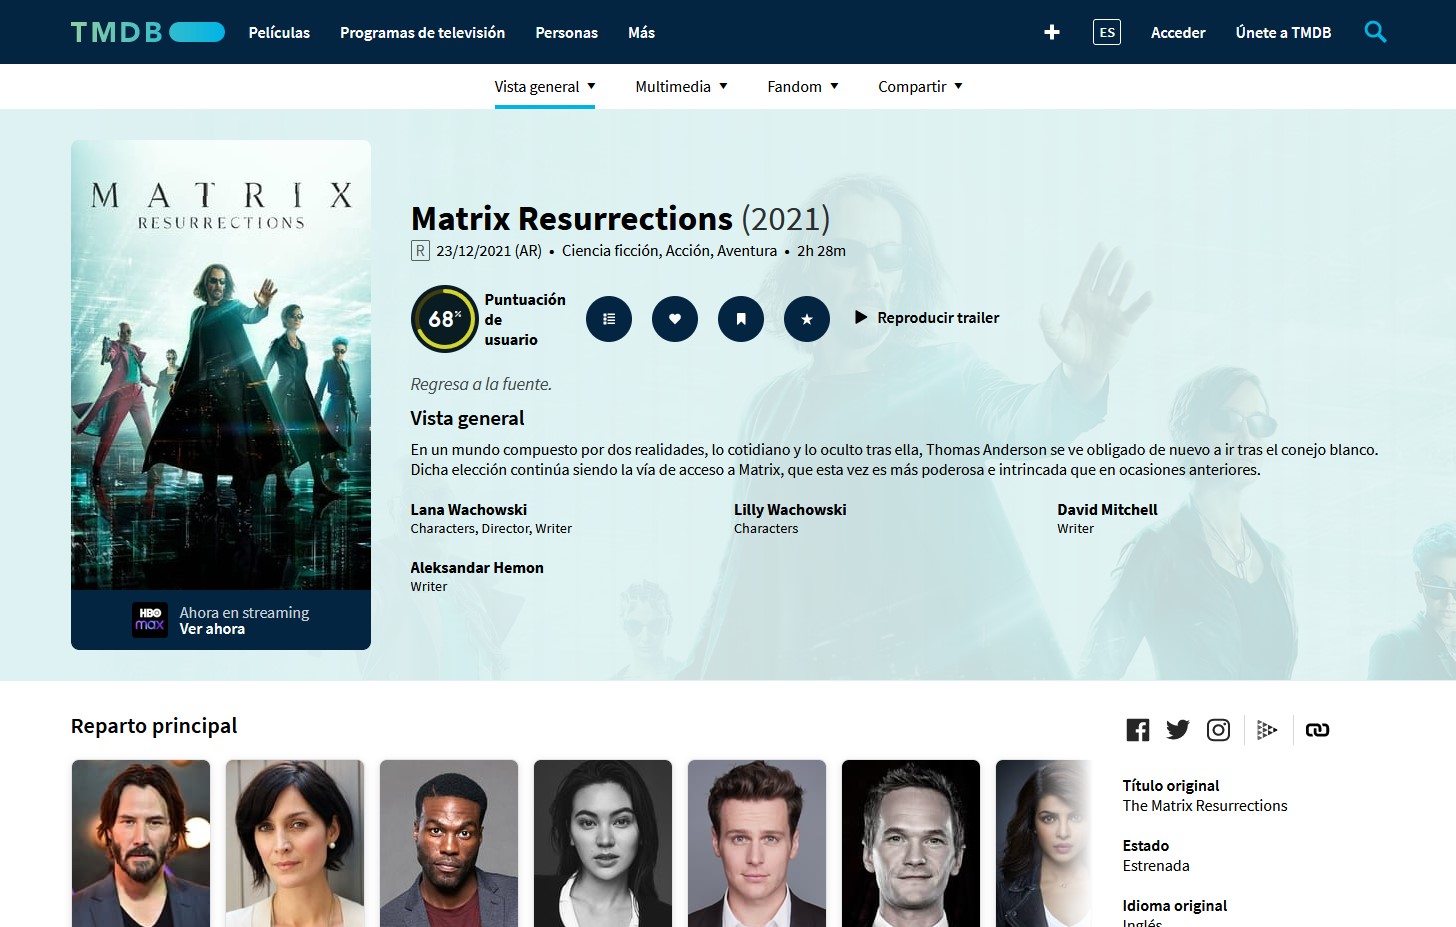 TMDB
Películas
Programas de televisión
Personas
Más
ES
Acceder
Únete a TMDB
Vista general
Multimedia
Fandom
Compartir
MATRIX
RESURRECTIONS
HBO max
Ahora en streaming
Ver ahora
Matrix Resurrections (2021)
R 23/12/2021 (AR) • Ciencia ficción, Acción, Aventura • 2h 28m
68%
Puntuación
de
usuario
Reproducir trailer
Regresa a la fuente.
Vista general
En un mundo compuesto por dos realidades, lo cotidiano y lo oculto tras ella, Thomas Anderson se ve obligado de nuevo a ir tras el conejo blanco.
Dicha elección continúa siendo la vía de acceso a Matrix, que esta vez es más poderosa e intrincada que en ocasiones anteriores.
Lana Wachowski
Characters, Director, Writer
Lilly Wachowski
Characters
David Mitchell
Writer
Aleksandar Hemon
Writer
Reparto principal
Título original
The Matrix Resurrections
Estado
Estrenada
Idioma original
Inglés